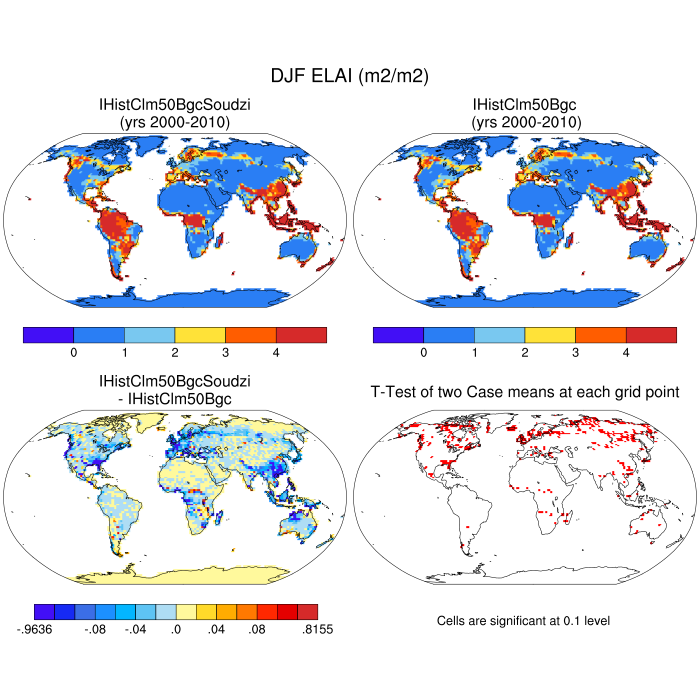 DJF ELAI (m2/m2)
IHistClm50BgcSoudzi
(yrs 2000-2010)
IHistClm50Bgc
(yrs 2000-2010)
0 1 2 3 4
0 1 2 3 4
IHistClm50BgcSoudzi
- IHistClm50Bgc
T-Test of two Case means at each grid point
-.9636 -.08 -.04 .0 .04 .08 .8155
Cells are significant at 0.1 level